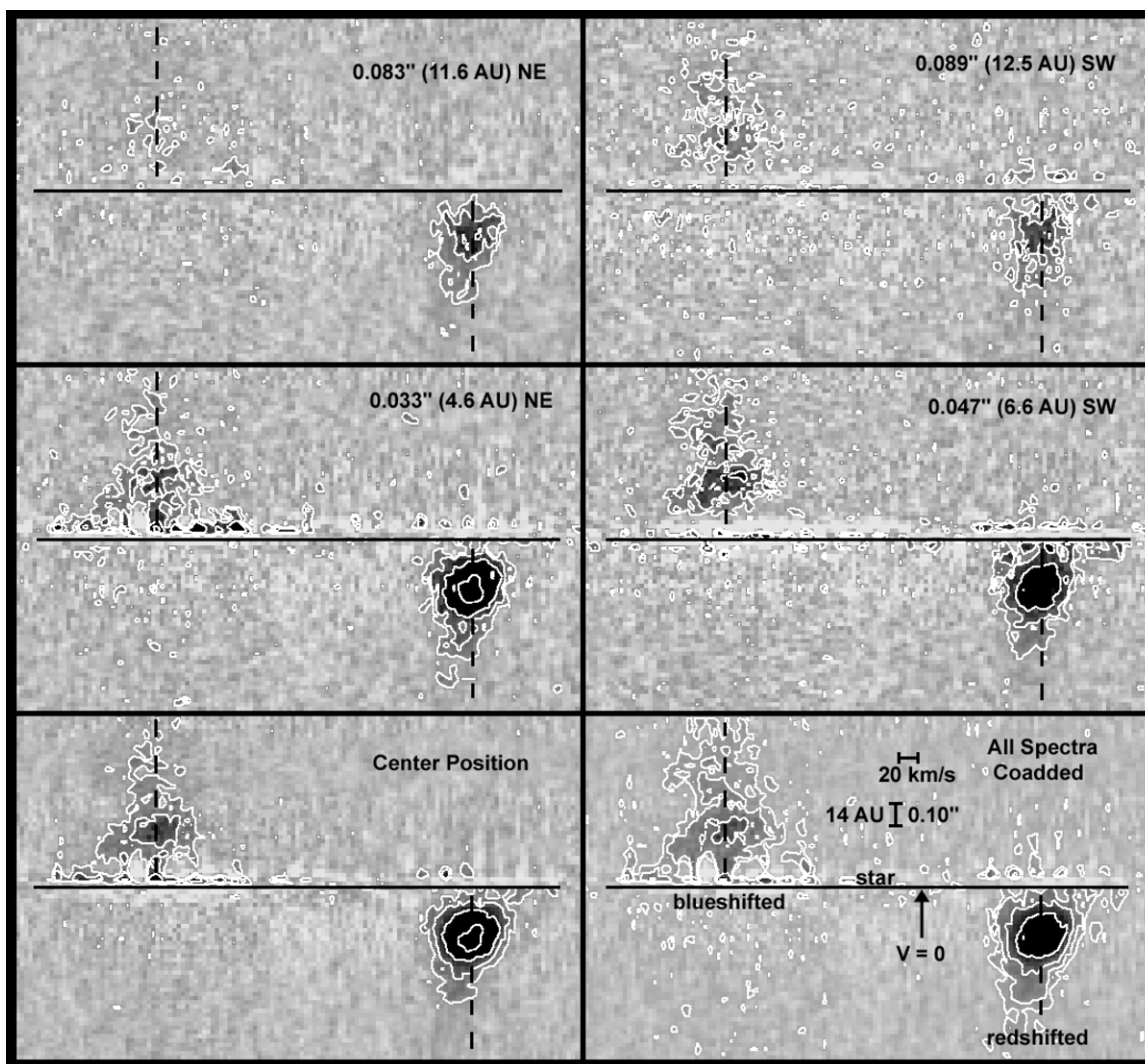 0.083" (11.6 AU) NE
0.089" (12.5 AU) SW
0.033" (4.6 AU) NE
0.047" (6.6 AU) SW
Center Position
All Spectra
Coadded
20 km/s
14 AU 0.10"
star
blueshifted
V = 0
redshifted